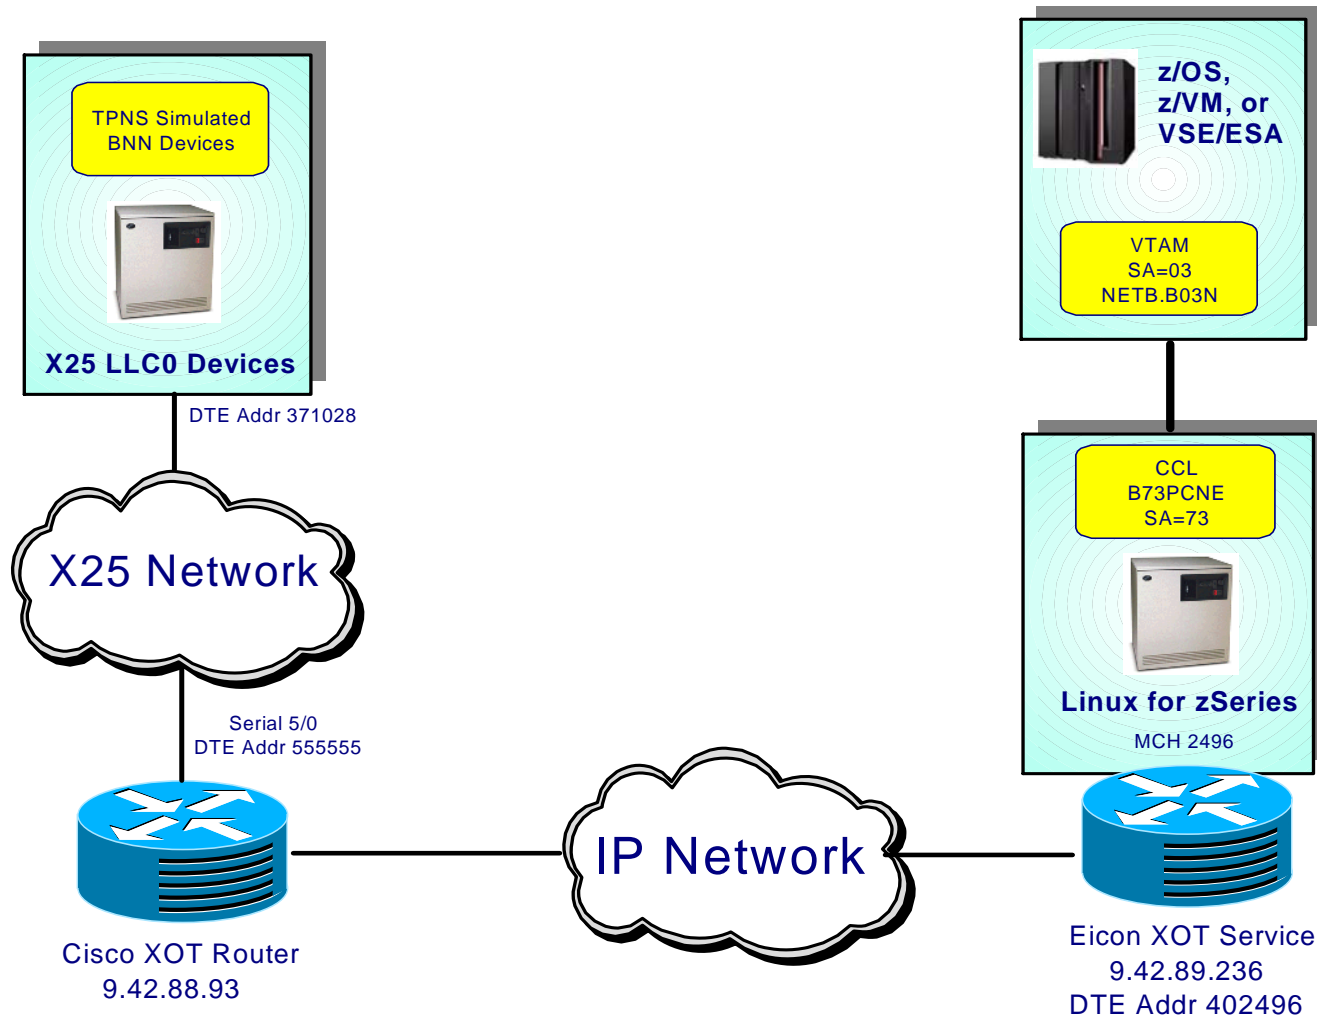 TPNS Simulated
BNN Devices
X25 LLC0 Devices
DTE Addr 371028
X25 Network
Serial 5/0
DTE Addr 555555
Cisco XOT Router
9.42.88.93
IP Network
z/OS,
z/VM, or
VSE/ESA
VTAM
SA=03
NETB.B03N
CCL
B73PCNE
SA=73
Linux for zSeries
MCH 2496
Eicon XOT Service
9.42.89.236
DTE Addr 402496